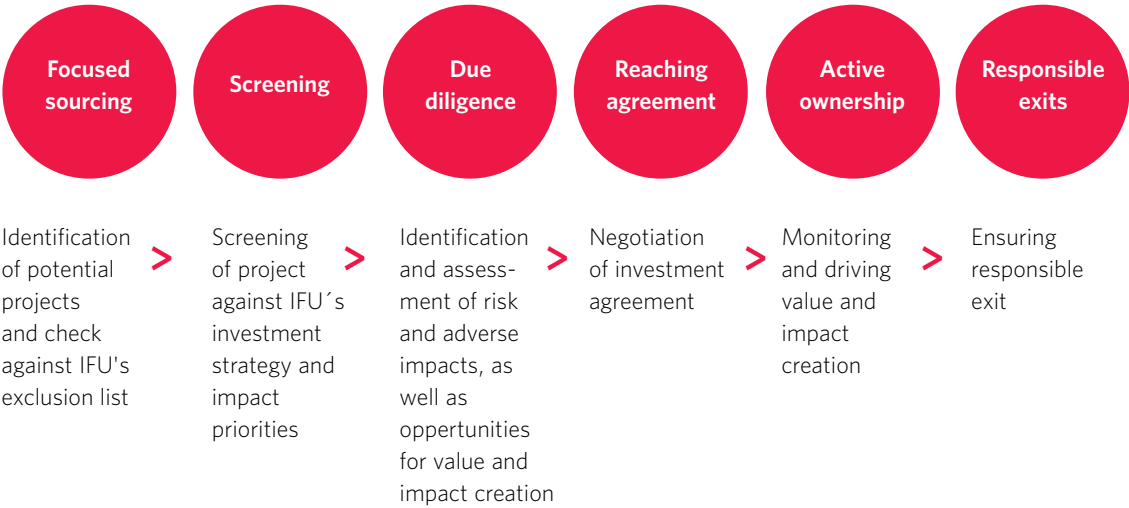 Focused
sourcing
Screening
Due
diligence
Reaching
agreement
Active
ownership
Responsible
exits
Identification
of potential
projects
and check
against IFU's
exclusion list
>
Screening
of project
against IFU´s
investment
strategy and
impact
priorities
>
Identification
and assess-
ment of risk
and adverse
impacts, as
well as
oppertunities
for value and
impact creation
>
Negotiation
of investment
agreement
>
Monitoring
and driving
value and
impact
creation
>
Ensuring
responsible
exit